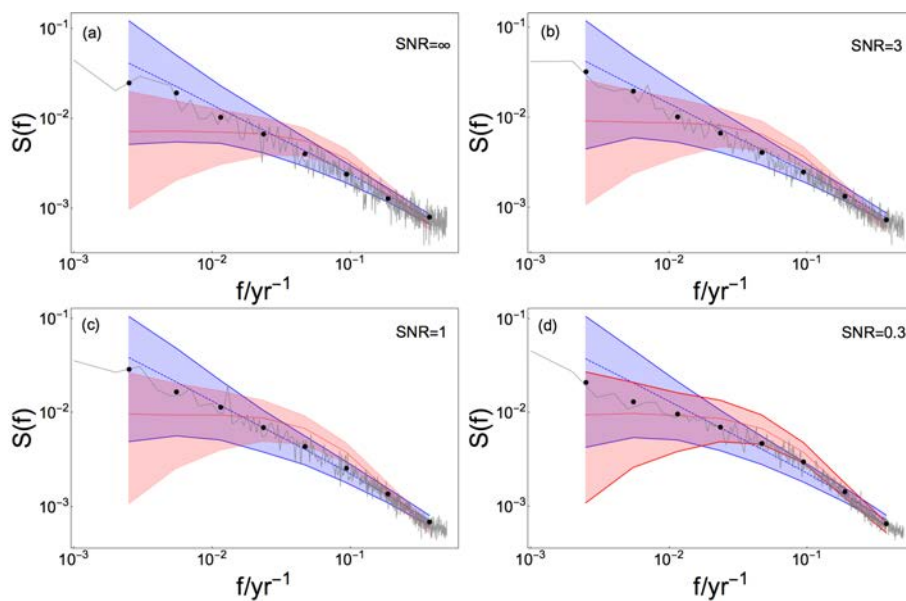 (a)
SNR=∞
10⁻¹
10⁻²
10⁻³
S(f)
10⁻³
10⁻²
10⁻¹
f/yr⁻¹
(b)
SNR=3
10⁻¹
10⁻²
10⁻³
S(f)
10⁻³
10⁻²
10⁻¹
f/yr⁻¹
(c)
SNR=1
10⁻¹
10⁻²
10⁻³
S(f)
10⁻³
10⁻²
10⁻¹
f/yr⁻¹
(d)
SNR=0.3
10⁻¹
10⁻²
10⁻³
S(f)
10⁻³
10⁻²
10⁻¹
f/yr⁻¹